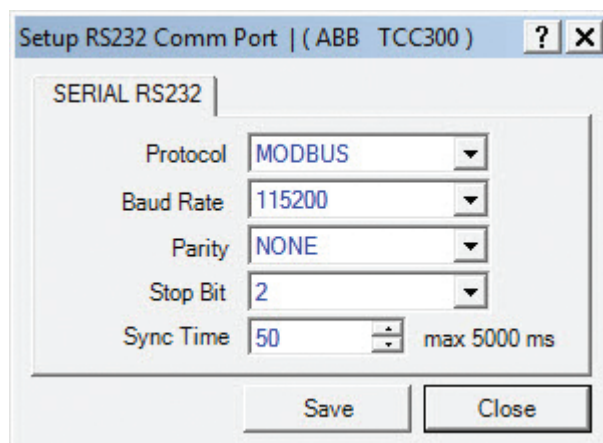 Setup RS232 Comm Port | ( ABB TCC300 ) ? X
SERIAL RS232
Protocol MODBUS
Baud Rate 115200
Parity NONE
Stop Bit 2
Sync Time 50 max 5000 ms
Save Close